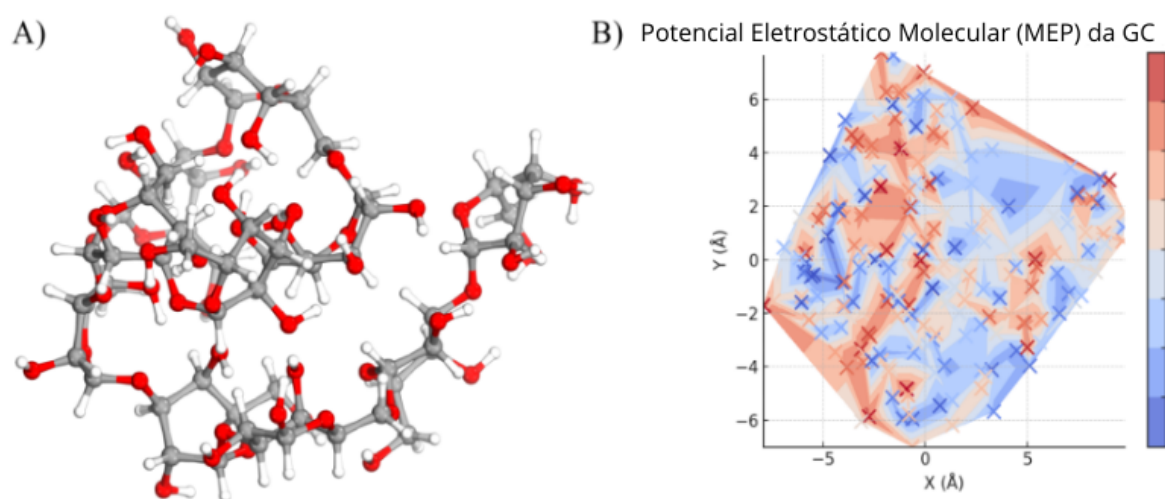 A)
B) Potencial Eletrostático Molecular (MEP) da GC
6
4
2
0
−2
−4
−6
Y (Å)
−5 0 5
X (Å)